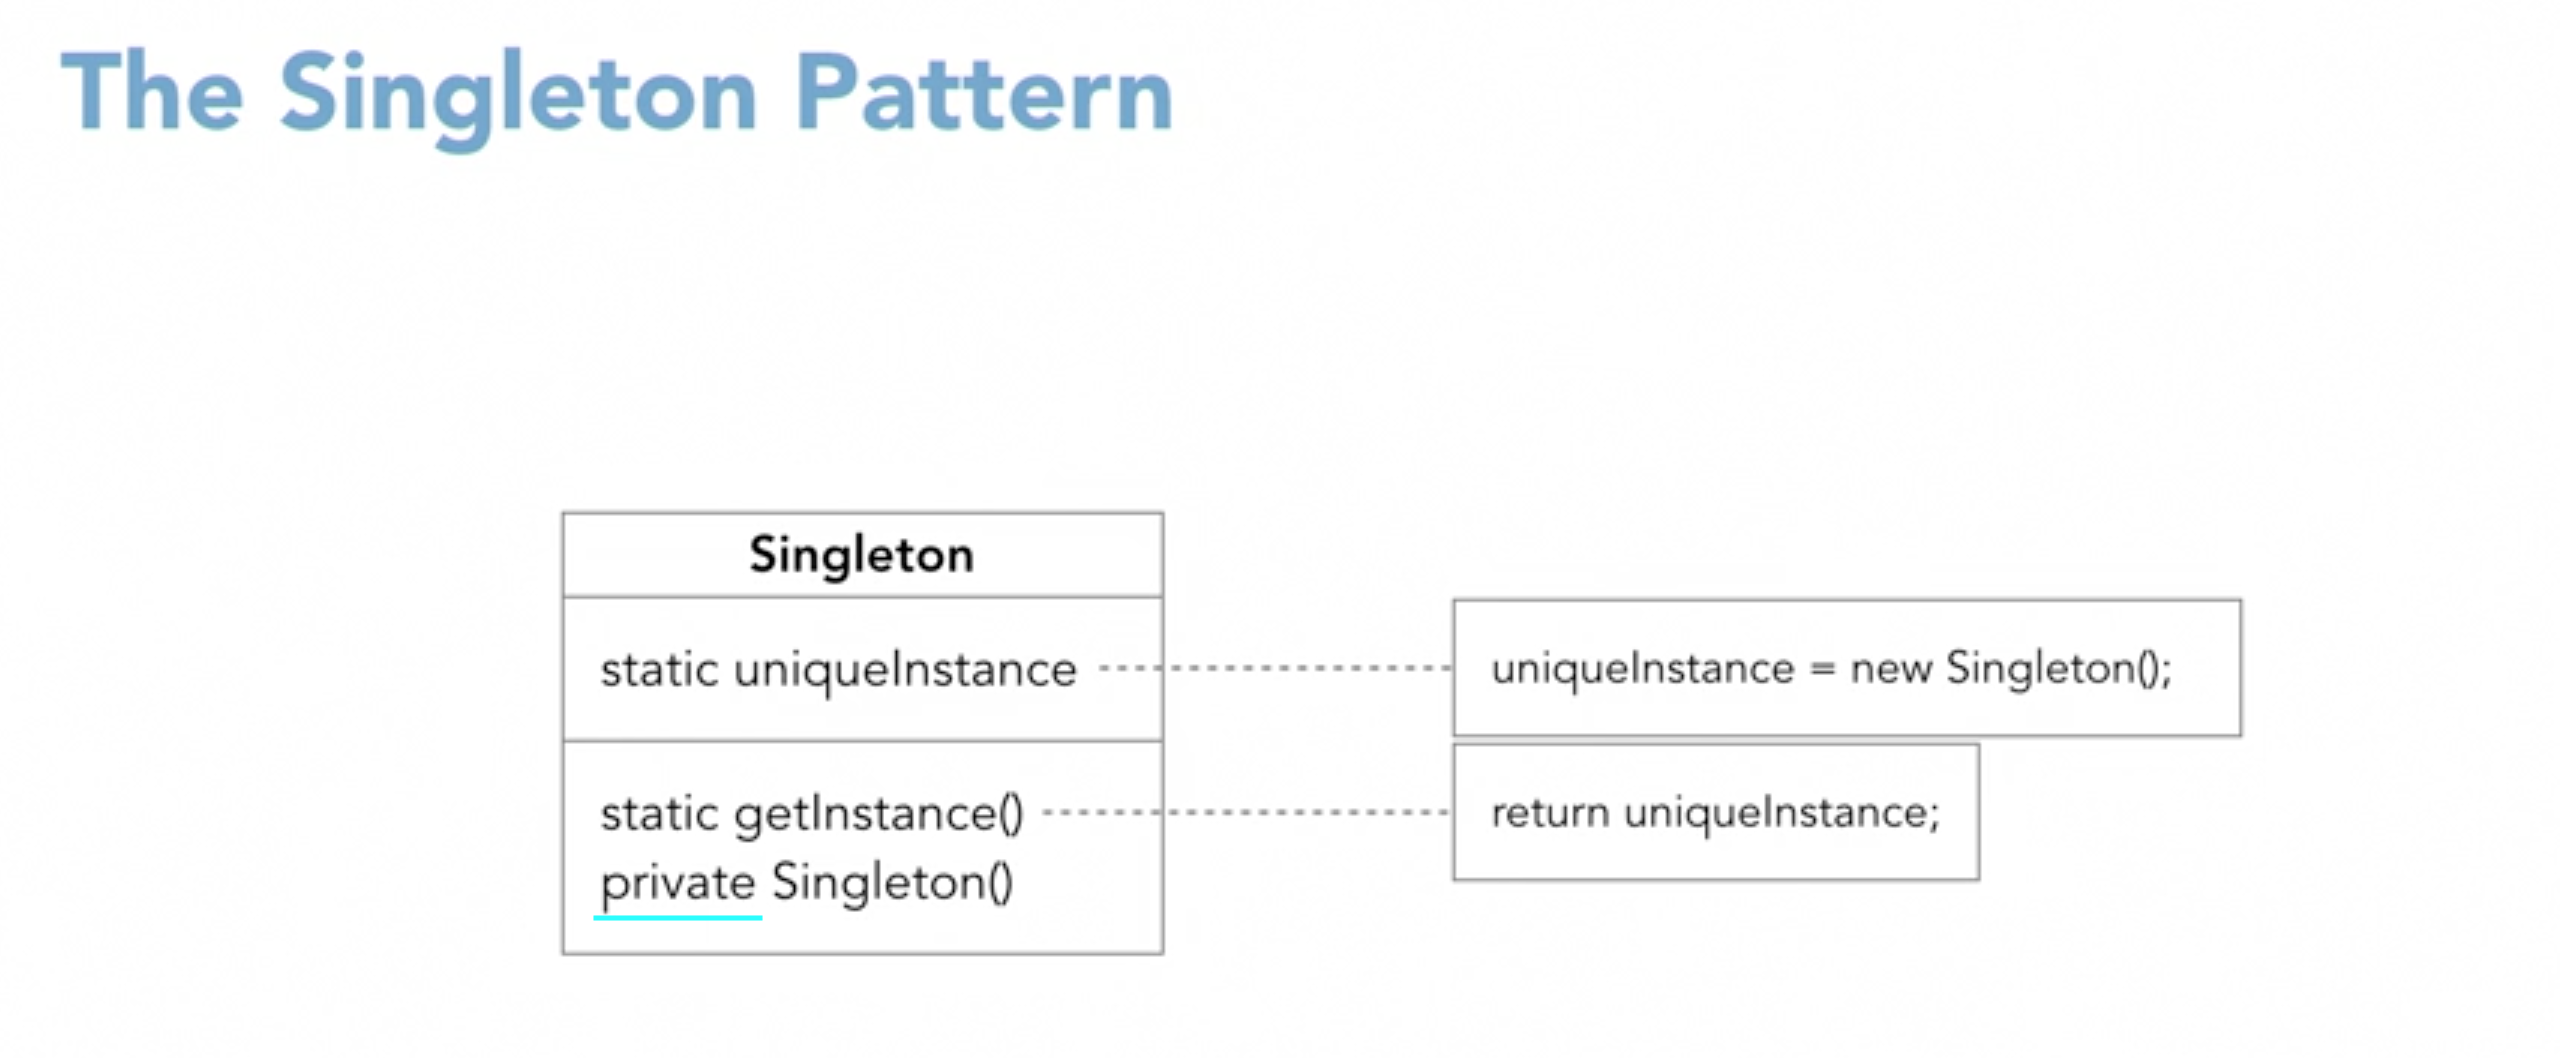 The Singleton Pattern
Singleton
static uniqueInstance
uniqueInstance = new Singleton();
static getInstance()
return uniqueInstance;
private Singleton()